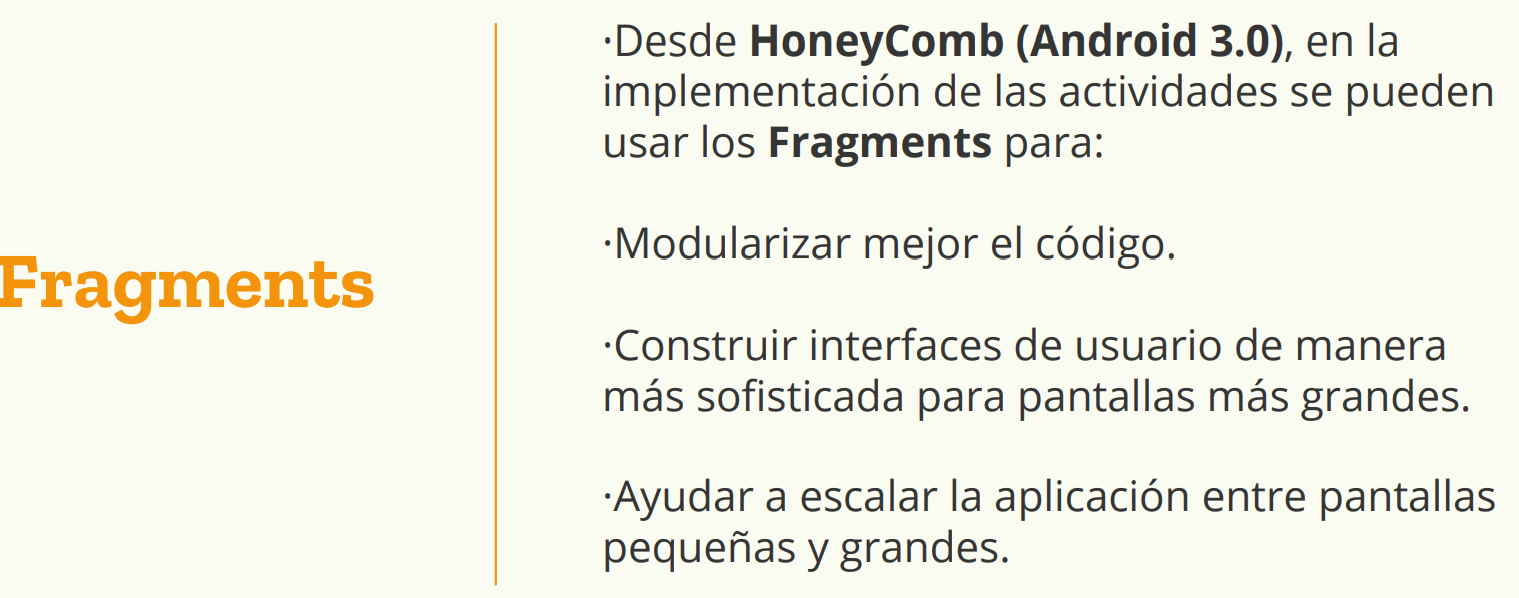 Fragments
·Desde HoneyComb (Android 3.0), en la
implementación de las actividades se pueden
usar los Fragments para:
·Modularizar mejor el código.
·Construir interfaces de usuario de manera
más sofisticada para pantallas más grandes.
·Ayudar a escalar la aplicación entre pantallas
pequeñas y grandes.